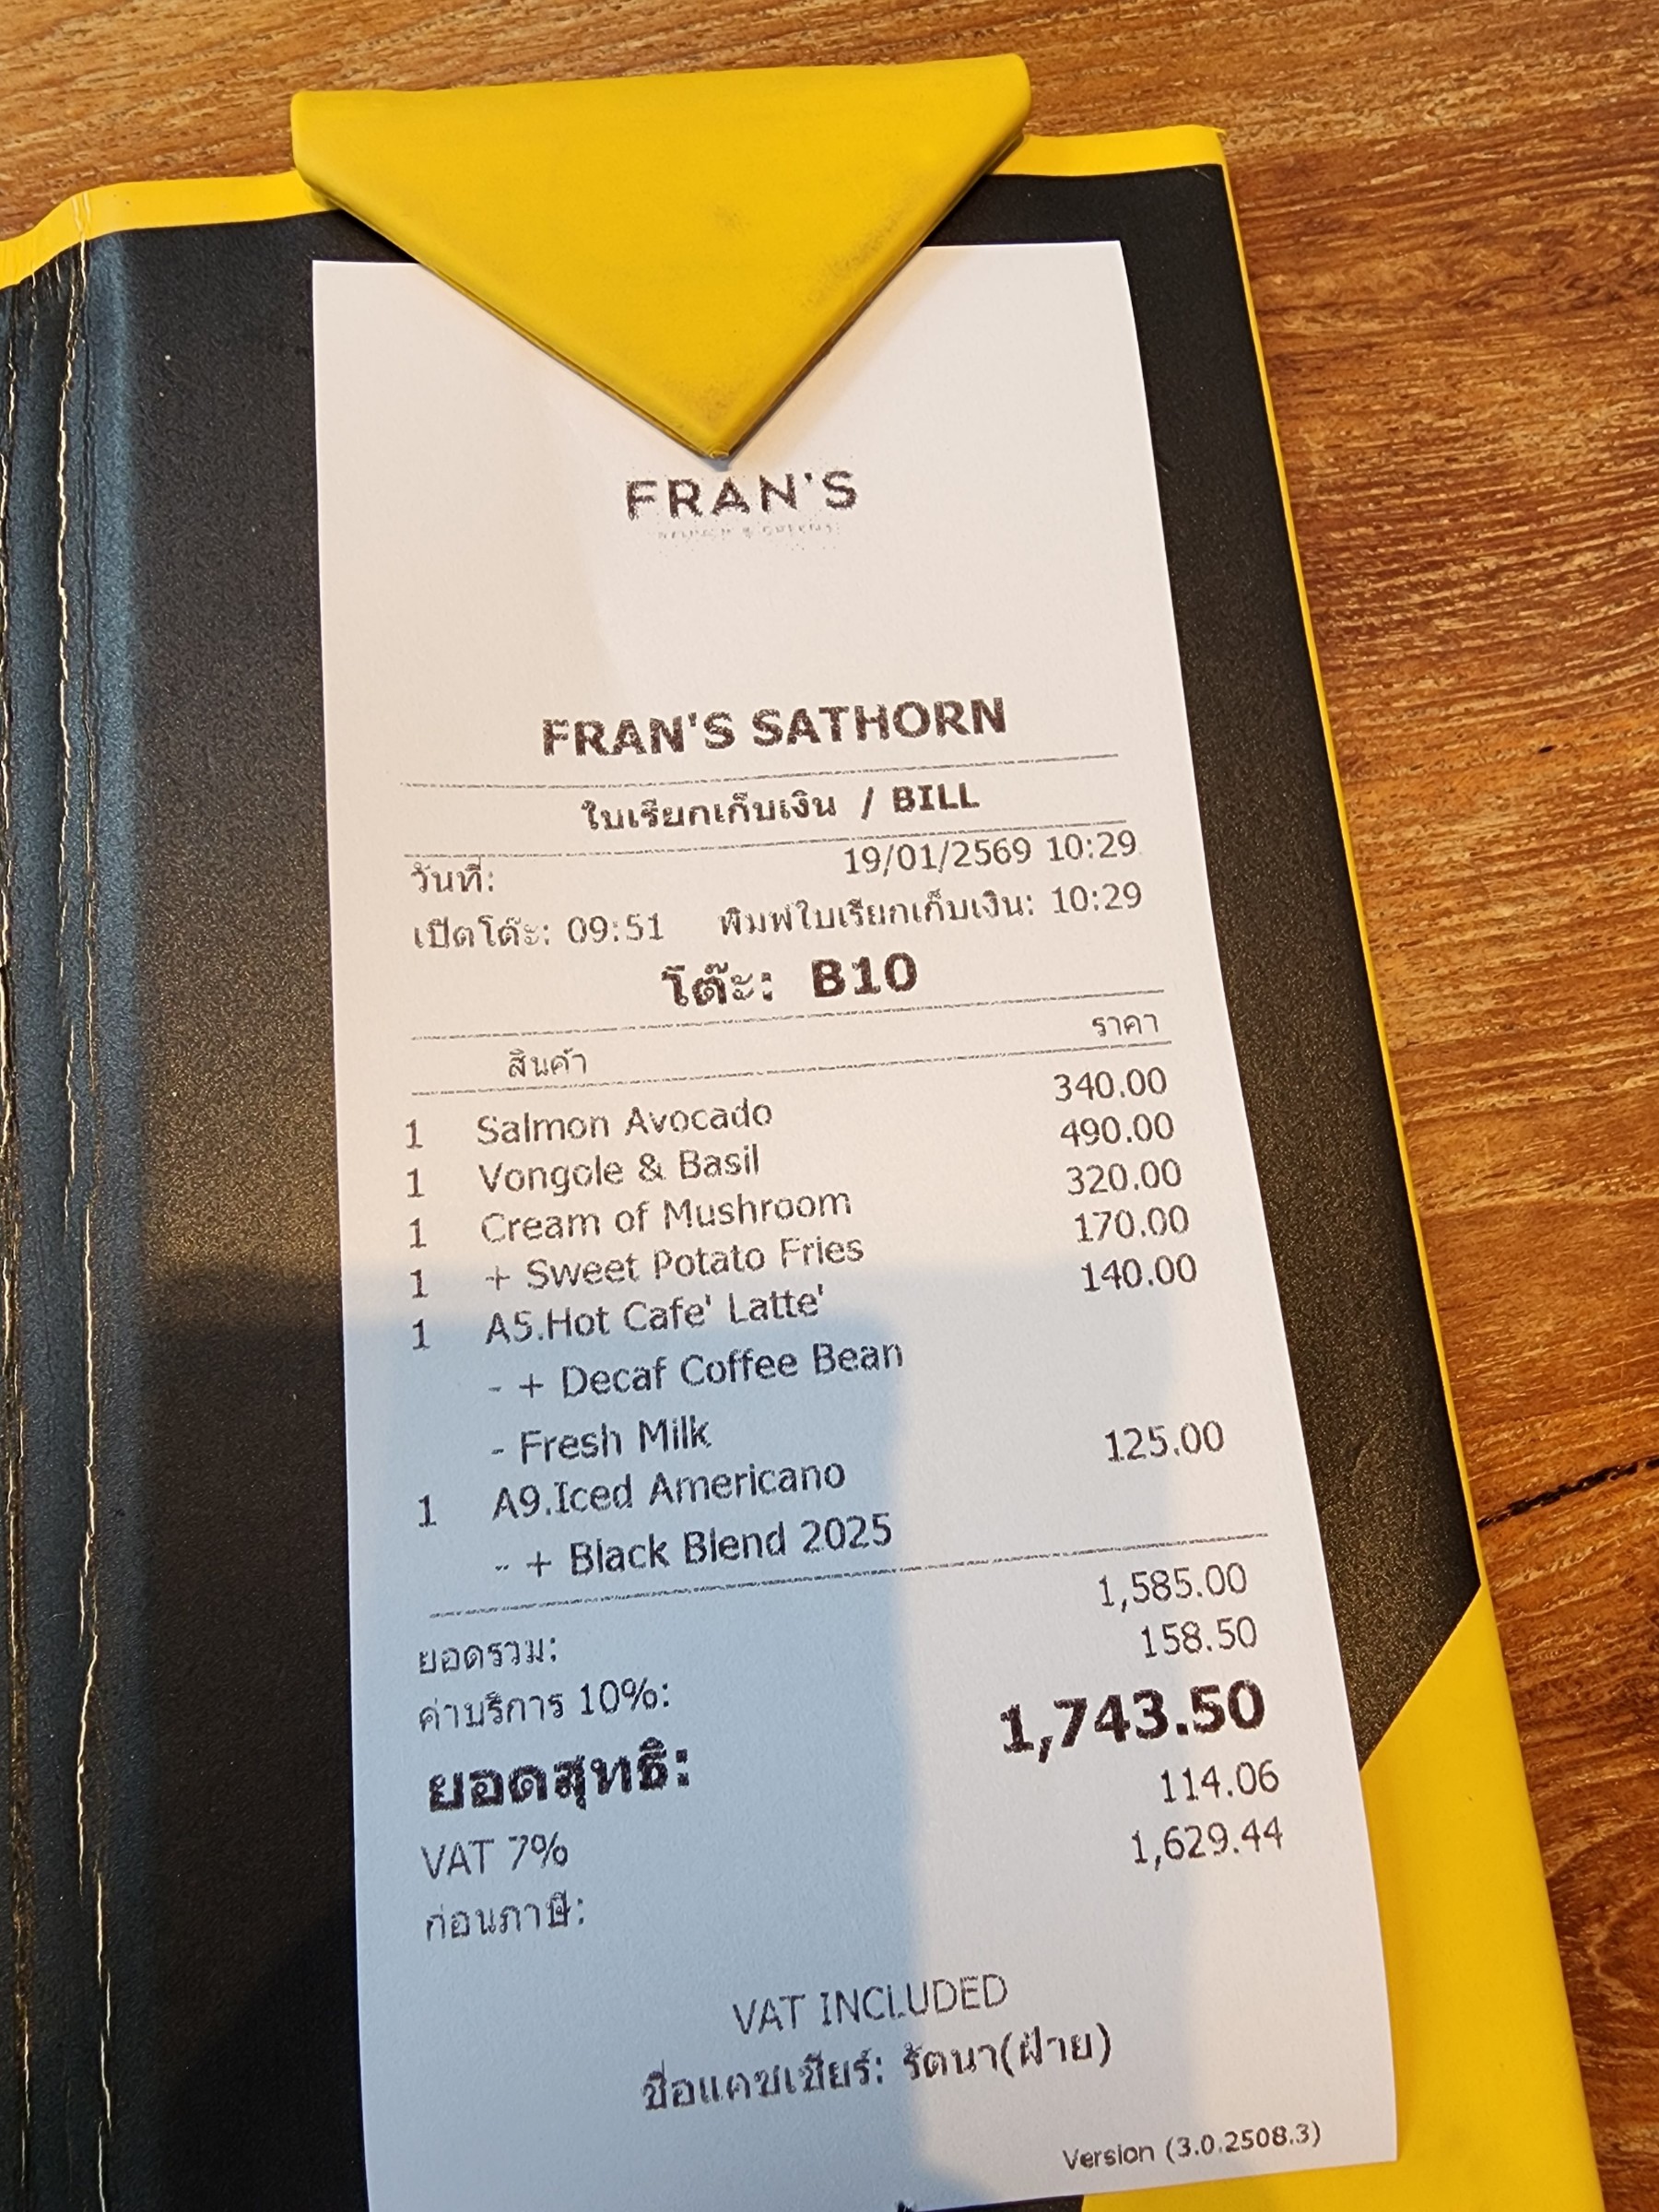 FRAN'S
FRAN'S SATHORN
ใบเรียกเก็บเงิน / BILL
วันที่: 19/01/2569 10:29
เปิดโต๊ะ: 09:51 พิมพ์ใบเรียกเก็บเงิน: 10:29
โต๊ะ: B10
สินค้า ราคา
1 Salmon Avocado 340.00
1 Vongole & Basil 490.00
1 Cream of Mushroom 320.00
1 + Sweet Potato Fries 170.00
1 A5.Hot Cafe' Latte' 140.00
- + Decaf Coffee Bean
- Fresh Milk
1 A9.Iced Americano 125.00
- + Black Blend 2025
ยอดรวม: 1,585.00
ค่าบริการ 10%: 158.50
ยอดสุทธิ: 1,743.50
VAT 7% 114.06
ก่อนภาษี: 1,629.44
VAT INCLUDED
ชื่อแคชเชียร์: รัตนา(ฝ้าย)
Version (3.0.2508.3)